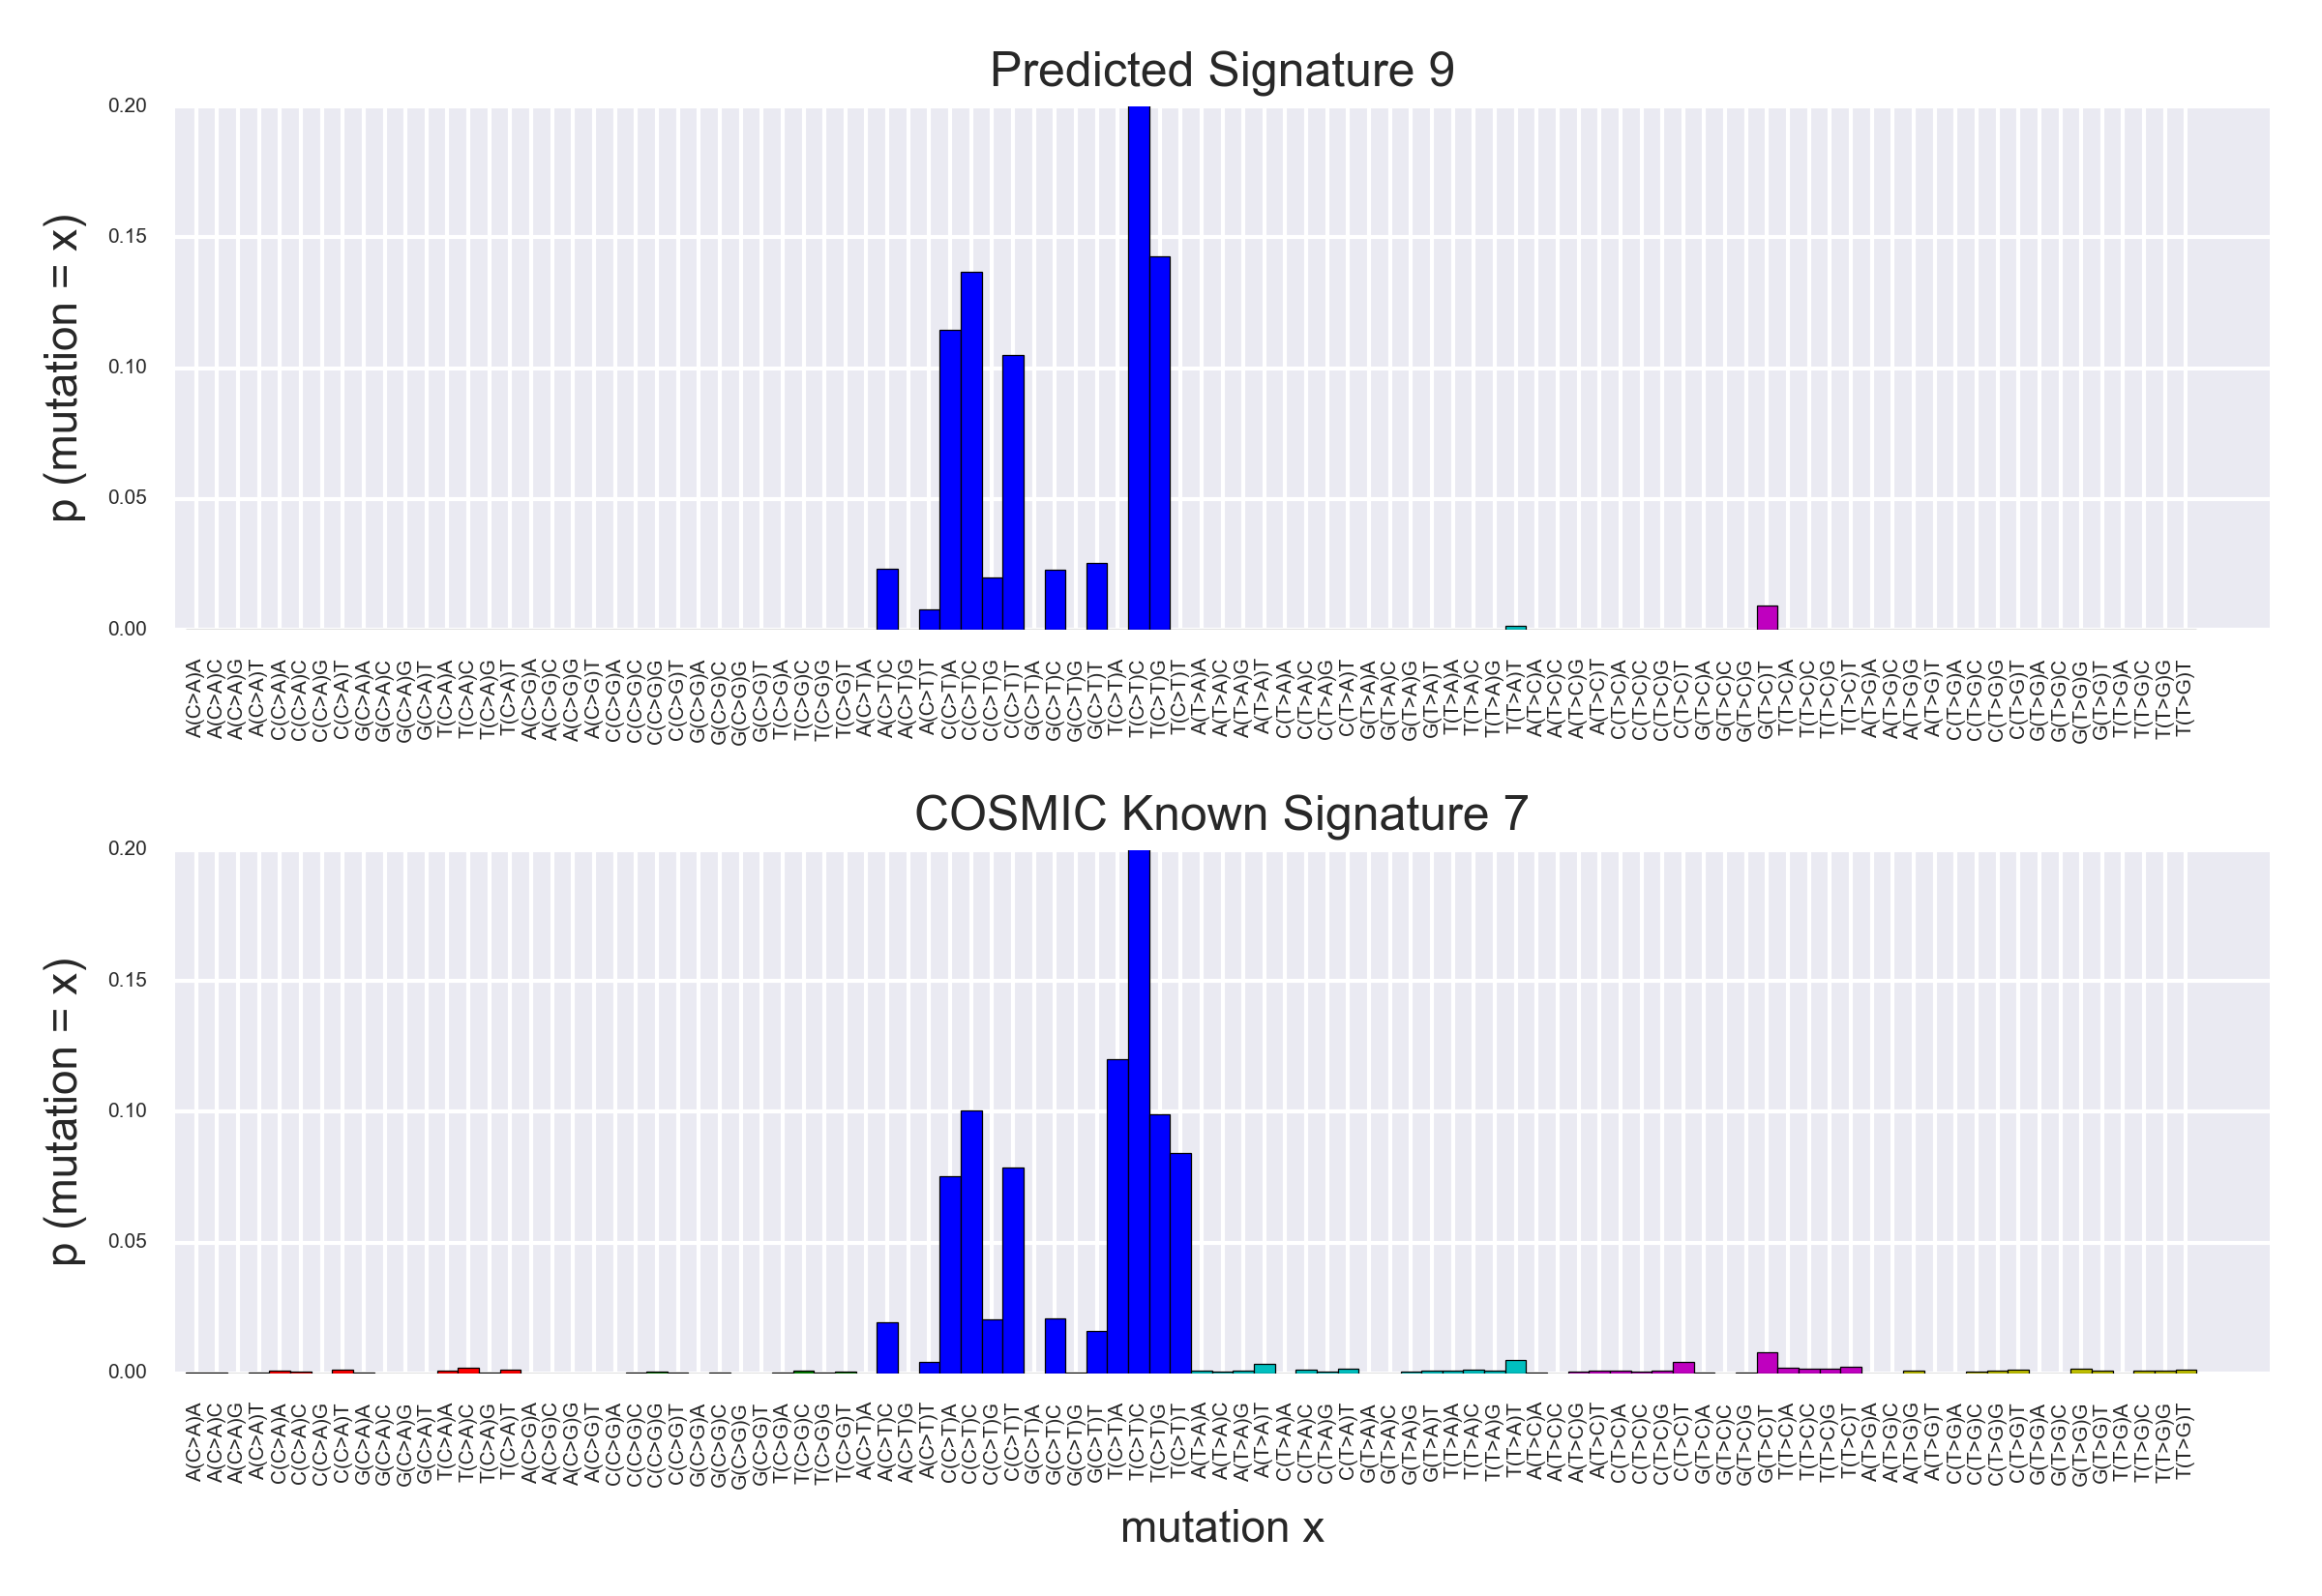 Predicted Signature 9
p (mutation = x)
0.20
0.15
0.10
0.05
0.00
A(C>A)A A(C>A)C A(C>A)G A(C>A)T C(C>A)A C(C>A)C C(C>A)G C(C>A)T G(C>A)A G(C>A)C G(C>A)G G(C>A)T T(C>A)A T(C>A)C T(C>A)G T(C>A)T A(C>G)A A(C>G)C A(C>G)G A(C>G)T C(C>G)A C(C>G)C C(C>G)G C(C>G)T G(C>G)A G(C>G)C G(C>G)G G(C>G)T T(C>G)A T(C>G)C T(C>G)G T(C>G)T A(C>T)A A(C>T)C A(C>T)G A(C>T)T C(C>T)A C(C>T)C C(C>T)G C(C>T)T G(C>T)A G(C>T)C G(C>T)G G(C>T)T T(C>T)A T(C>T)C T(C>T)G T(C>T)T A(T>A)A A(T>A)C A(T>A)G A(T>A)T C(T>A)A C(T>A)C C(T>A)G C(T>A)T G(T>A)A G(T>A)C G(T>A)G G(T>A)T T(T>A)A T(T>A)C T(T>A)G T(T>A)T A(T>C)A A(T>C)C A(T>C)G A(T>C)T C(T>C)A C(T>C)C C(T>C)G C(T>C)T G(T>C)A G(T>C)C G(T>C)G G(T>C)T T(T>C)A T(T>C)C T(T>C)G T(T>C)T A(T>G)A A(T>G)C A(T>G)G A(T>G)T C(T>G)A C(T>G)C C(T>G)G C(T>G)T G(T>G)A G(T>G)C G(T>G)G G(T>G)T T(T>G)A T(T>G)C T(T>G)G T(T>G)T
COSMIC Known Signature 7
p (mutation = x)
0.20
0.15
0.10
0.05
0.00
A(C>A)A A(C>A)C A(C>A)G A(C>A)T C(C>A)A C(C>A)C C(C>A)G C(C>A)T G(C>A)A G(C>A)C G(C>A)G G(C>A)T T(C>A)A T(C>A)C T(C>A)G T(C>A)T A(C>G)A A(C>G)C A(C>G)G A(C>G)T C(C>G)A C(C>G)C C(C>G)G C(C>G)T G(C>G)A G(C>G)C G(C>G)G G(C>G)T T(C>G)A T(C>G)C T(C>G)G T(C>G)T A(C>T)A A(C>T)C A(C>T)G A(C>T)T C(C>T)A C(C>T)C C(C>T)G C(C>T)T G(C>T)A G(C>T)C G(C>T)G G(C>T)T T(C>T)A T(C>T)C T(C>T)G T(C>T)T A(T>A)A A(T>A)C A(T>A)G A(T>A)T C(T>A)A C(T>A)C C(T>A)G C(T>A)T G(T>A)A G(T>A)C G(T>A)G G(T>A)T T(T>A)A T(T>A)C T(T>A)G T(T>A)T A(T>C)A A(T>C)C A(T>C)G A(T>C)T C(T>C)A C(T>C)C C(T>C)G C(T>C)T G(T>C)A G(T>C)C G(T>C)G G(T>C)T T(T>C)A T(T>C)C T(T>C)G T(T>C)T A(T>G)A A(T>G)C A(T>G)G A(T>G)T C(T>G)A C(T>G)C C(T>G)G C(T>G)T G(T>G)A G(T>G)C G(T>G)G G(T>G)T T(T>G)A T(T>G)C T(T>G)G T(T>G)T
mutation x